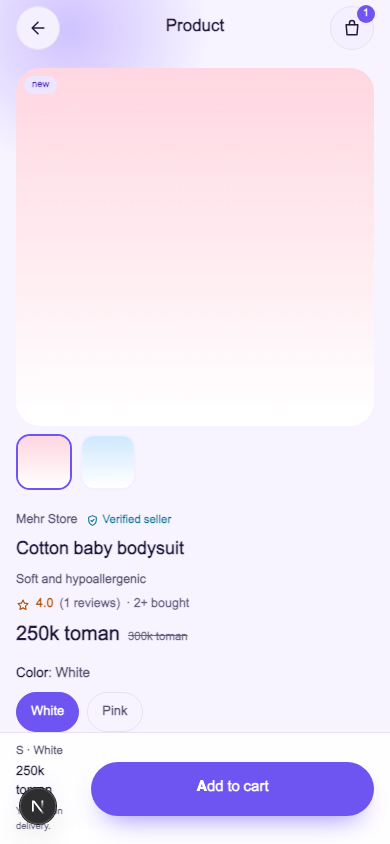 Product
1
new
Mehr Store Verified seller
Cotton baby bodysuit
Soft and hypoallergenic
4.0 (1 reviews) · 2+ bought
250k toman 300k toman
Color: White
White Pink
S · White
250k
Add to cart
N
delivery.